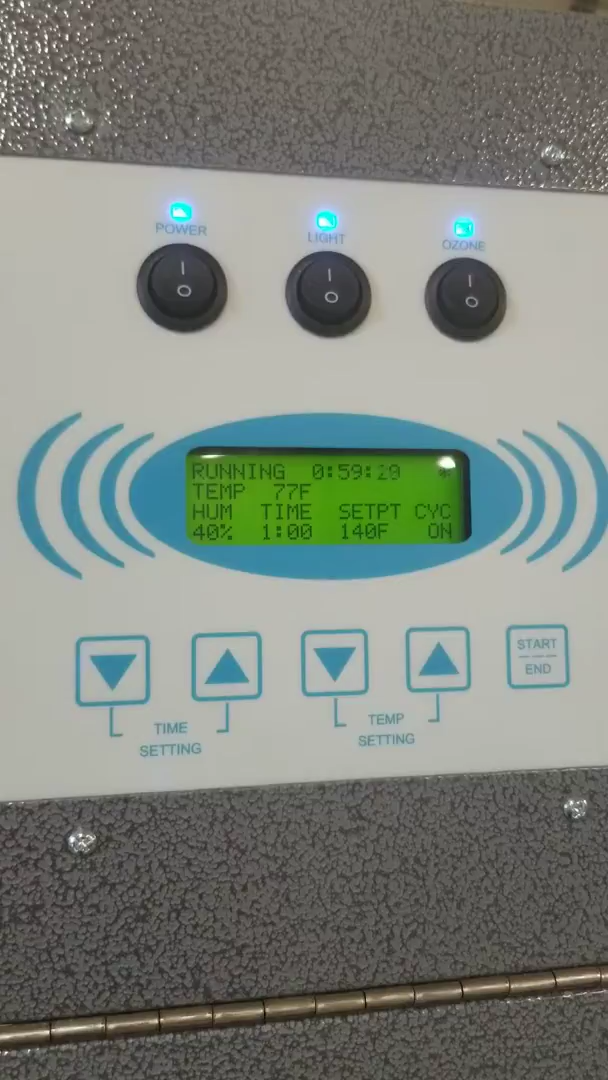 POWER LIGHT OZONE
RUNNING 0:59:29
TEMP 77F
HUM TIME SETPT CYC
40% 1:00 140F ON
START
END
TIME
SETTING
TEMP
SETTING